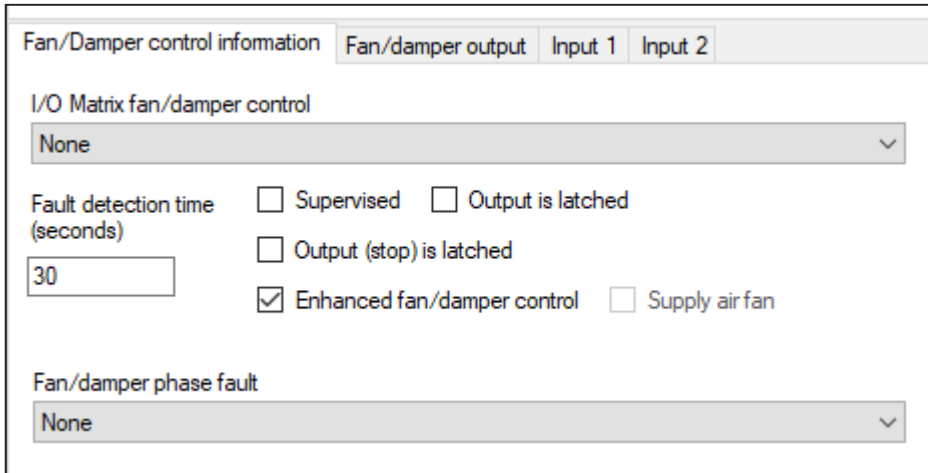 Fan/Damper control information Fan/damper output Input 1 Input 2
I/O Matrix fan/damper control
None
Fault detection time
(seconds)
30
Supervised Output is latched
Output (stop) is latched
Enhanced fan/damper control Supply air fan
Fan/damper phase fault
None